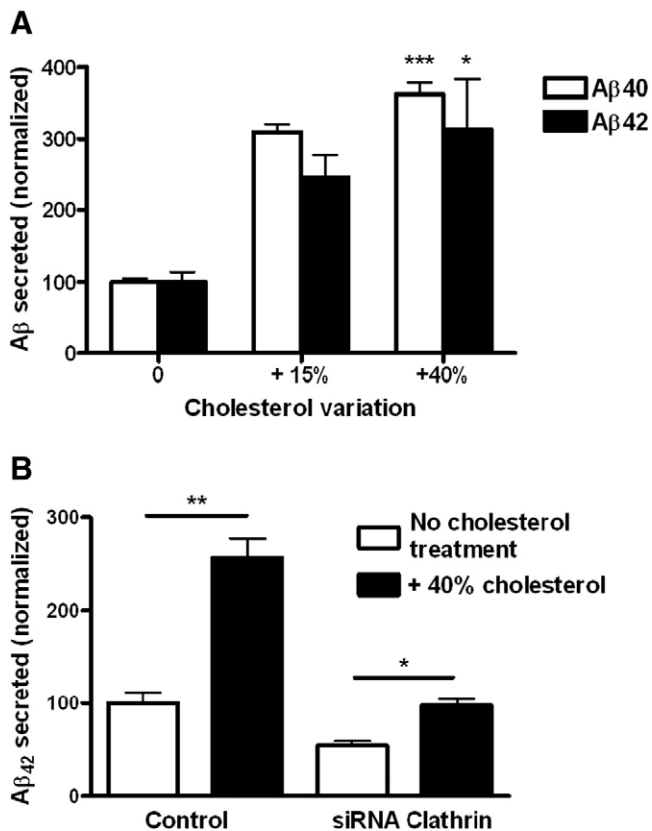 A
Aβ secreted (normalized)
400
300
200
100
0
*** *
Aβ40
Aβ42
0 + 15% +40%
Cholesterol variation
B
Aβ42 secreted (normalized)
300
200
100
0
**
*
No cholesterol
treatment
+ 40% cholesterol
Control siRNA Clathrin